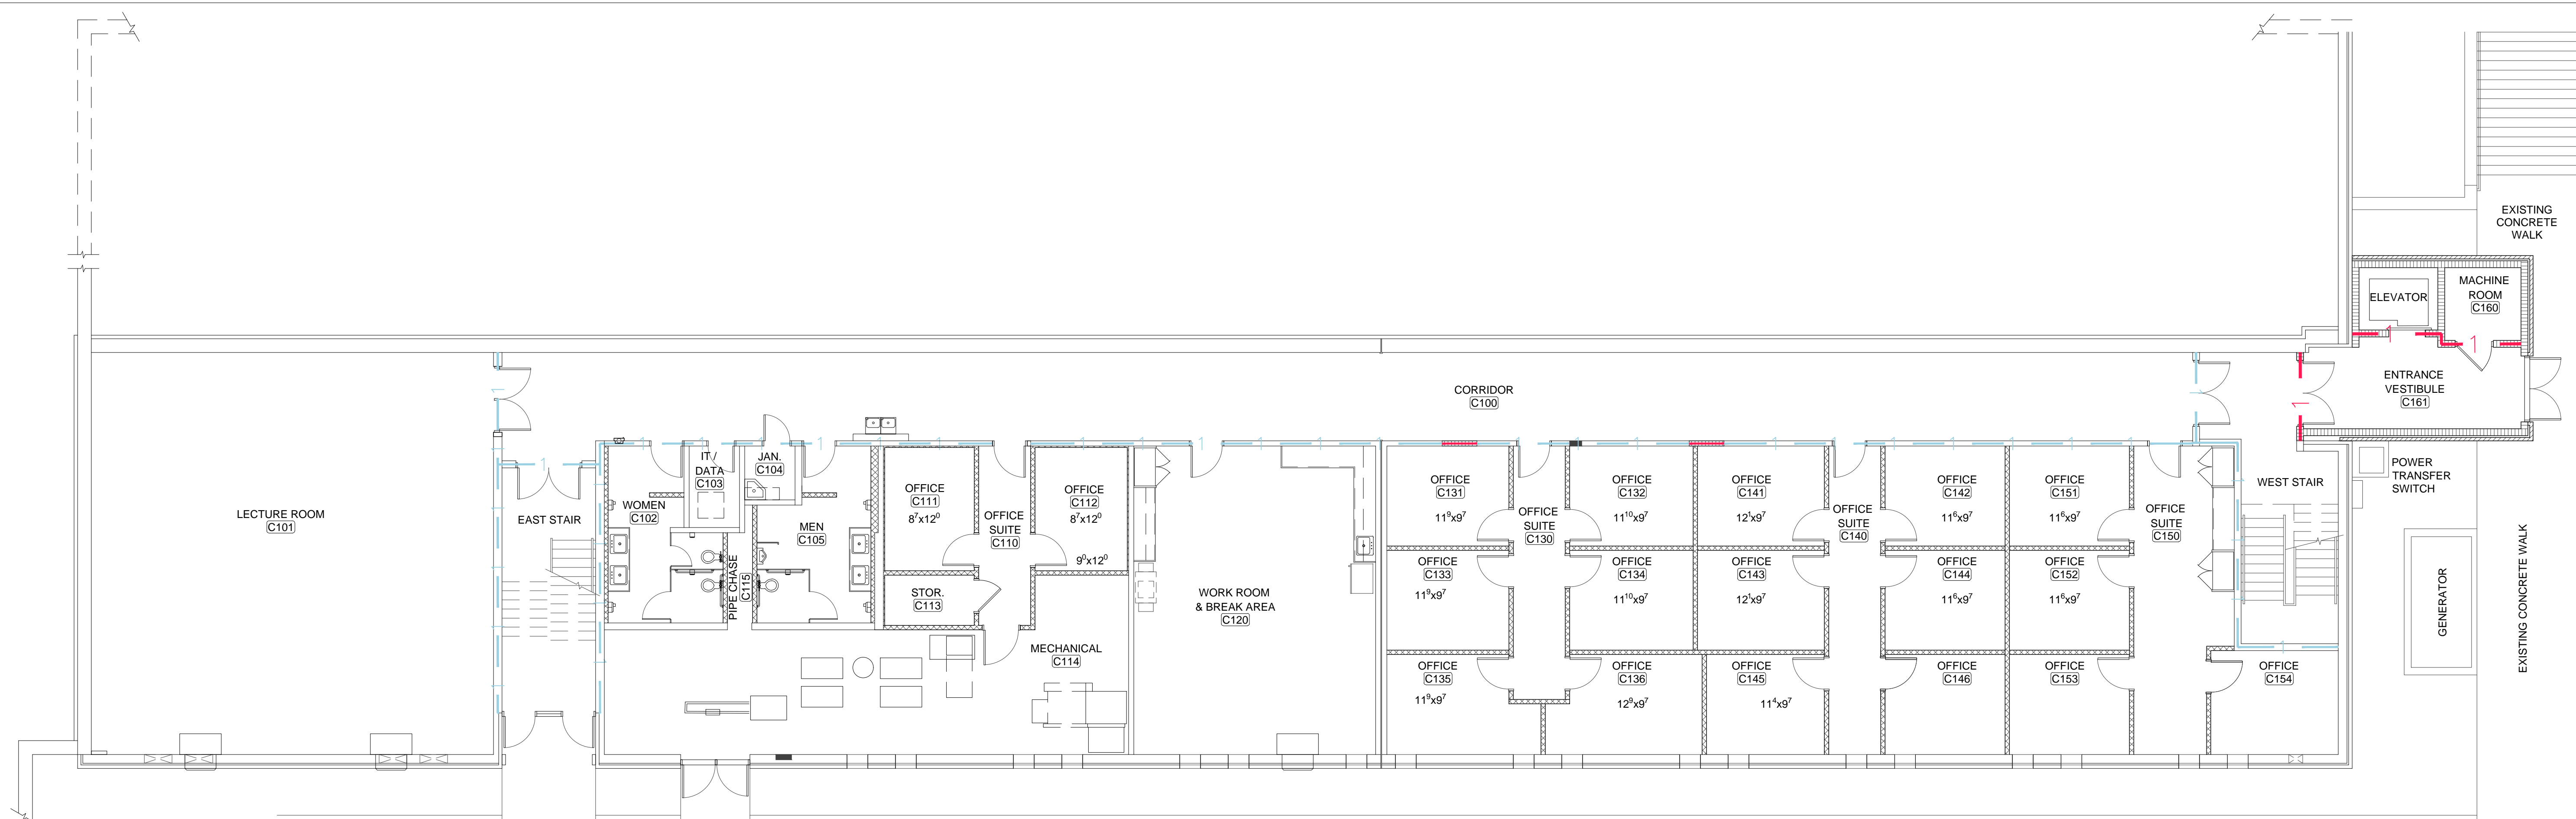 EXISTING
CONCRETE
WALK
MACHINE
ROOM
C160
ELEVATOR
ENTRANCE
VESTIBULE
C161
CORRIDOR
C100
LECTURE ROOM
C101
EAST STAIR
WOMEN
C102
IT /
DATA
C103
JAN.
C104
MEN
C105
PIPE CHASE
C115
OFFICE
C111
8⁷x12⁰
OFFICE
SUITE
C110
OFFICE
C112
8⁷x12⁰
9⁰x12⁰
STOR.
C113
MECHANICAL
C114
WORK ROOM
& BREAK AREA
C120
OFFICE
C131
11⁹x9⁷
OFFICE
SUITE
C130
OFFICE
C132
11¹⁰x9⁷
OFFICE
C141
12¹x9⁷
OFFICE
SUITE
C140
OFFICE
C142
11⁶x9⁷
OFFICE
C151
11⁶x9⁷
OFFICE
SUITE
C150
WEST STAIR
POWER
TRANSFER
SWITCH
OFFICE
C133
11⁹x9⁷
OFFICE
C134
11¹⁰x9⁷
OFFICE
C143
12¹x9⁷
OFFICE
C144
11⁶x9⁷
OFFICE
C152
11⁶x9⁷
OFFICE
C135
11⁹x9⁷
OFFICE
C136
12⁹x9⁷
OFFICE
C145
11⁴x9⁷
OFFICE
C146
OFFICE
C153
OFFICE
C154
GENERATOR
EXISTING CONCRETE WALK